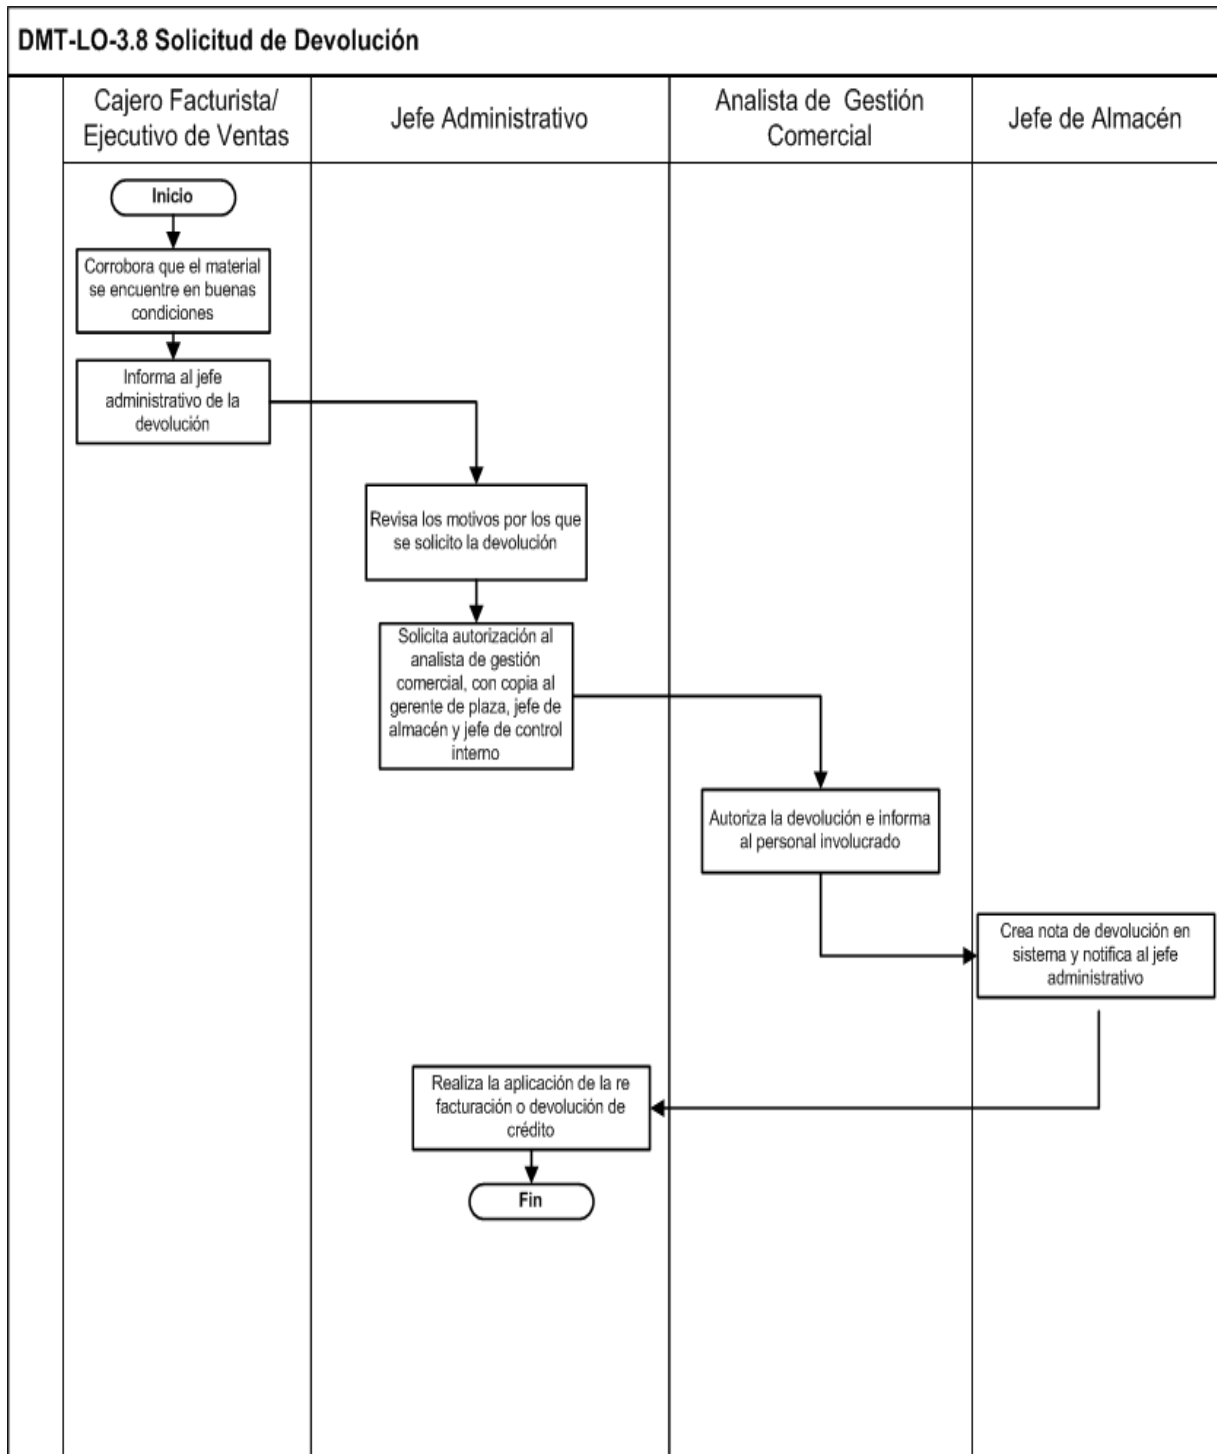 DMT-LO-3.8 Solicitud de Devolución
Cajero Facturista/
Ejecutivo de Ventas
Jefe Administrativo
Analista de Gestión
Comercial
Jefe de Almacén
Inicio
Corrobora que el material
se encuentre en buenas
condiciones
Informa al jefe
administrativo de la
devolución
Revisa los motivos por los que
se solicito la devolución
Solicita autorización al
analista de gestión
comercial, con copia al
gerente de plaza, jefe de
almacén y jefe de control
interno
Autoriza la devolución e informa
al personal involucrado
Crea nota de devolución en
sistema y notifica al jefe
administrativo
Realiza la aplicación de la re
facturación o devolución de
crédito
Fin